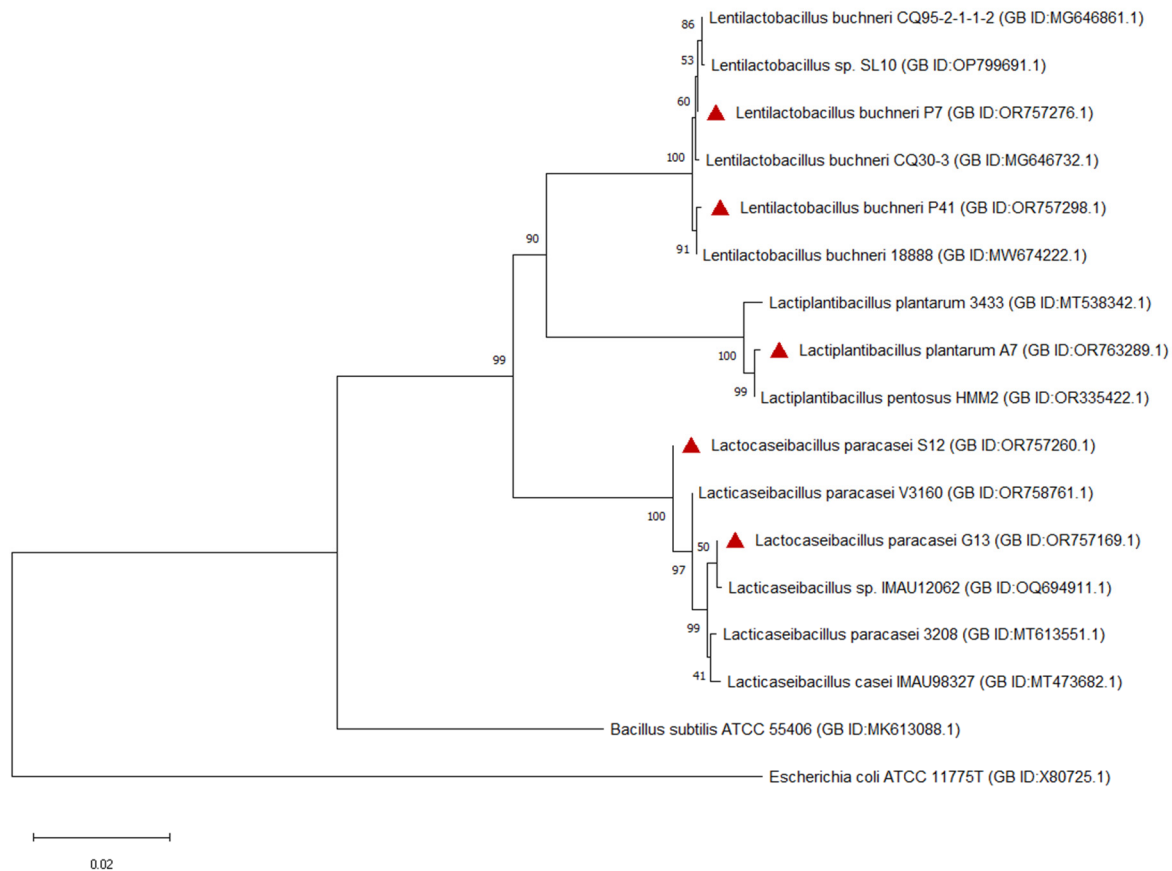 86
Lentilactobacillus buchneri CQ95-2-1-1-2 (GB ID:MG646861.1)
53
Lentilactobacillus sp. SL10 (GB ID:OP799691.1)
60
Lentilactobacillus buchneri P7 (GB ID:OR757276.1)
100
Lentilactobacillus buchneri CQ30-3 (GB ID:MG646732.1)
Lentilactobacillus buchneri P41 (GB ID:OR757298.1)
90
91
Lentilactobacillus buchneri 18888 (GB ID:MW674222.1)
Lactiplantibacillus plantarum 3433 (GB ID:MT538342.1)
99
100
Lactiplantibacillus plantarum A7 (GB ID:OR763289.1)
99
Lactiplantibacillus pentosus HMM2 (GB ID:OR335422.1)
Lactocaseibacillus paracasei S12 (GB ID:OR757260.1)
Lacticaseibacillus paracasei V3160 (GB ID:OR758761.1)
100
50
Lactocaseibacillus paracasei G13 (GB ID:OR757169.1)
97
Lacticaseibacillus sp. IMAU12062 (GB ID:OQ694911.1)
99
Lacticaseibacillus paracasei 3208 (GB ID:MT613551.1)
41
Lacticaseibacillus casei IMAU98327 (GB ID:MT473682.1)
Bacillus subtilis ATCC 55406 (GB ID:MK613088.1)
Escherichia coli ATCC 11775T (GB ID:X80725.1)
0.02